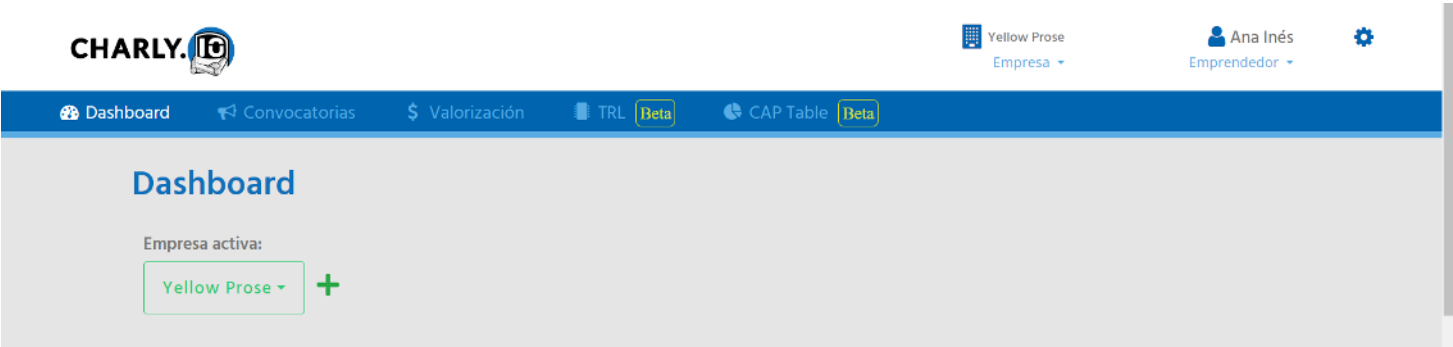 CHARLY.io
Yellow Prose
Empresa
Ana Inés
Emprendedor
Dashboard
Convocatorias
$ Valorización
TRL Beta
CAP Table Beta
Dashboard
Empresa activa:
Yellow Prose